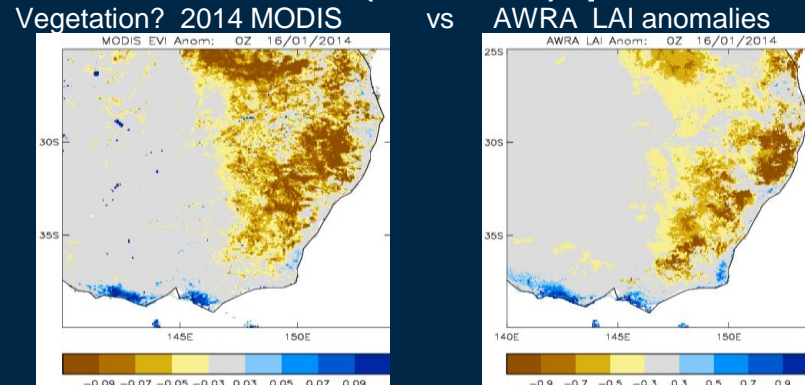 Vegetation? 2014 MODIS vs AWRA LAI anomalies
MODIS EVI Anom: 0Z 16/01/2014
30S
35S
145E
150E
-0.09 -0.07 -0.05 -0.03 0.03 0.05 0.07 0.09
AWRA LAI Anom: 0Z 16/01/2014
25S
30S
35S
140E
145E
150E
-0.9 -0.7 -0.5 -0.3 0.3 0.5 0.7 0.9